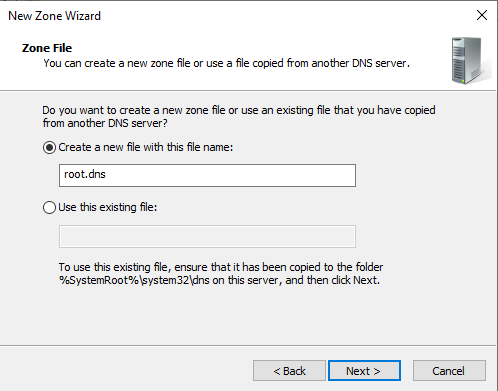 New Zone Wizard
Zone File
You can create a new zone file or use a file copied from another DNS server.
Do you want to create a new zone file or use an existing file that you have copied
from another DNS server?
Create a new file with this file name:
root.dns
Use this existing file:
To use this existing file, ensure that it has been copied to the folder
%SystemRoot%\system32\dns on this server, and then click Next.
< Back
Next >
Cancel